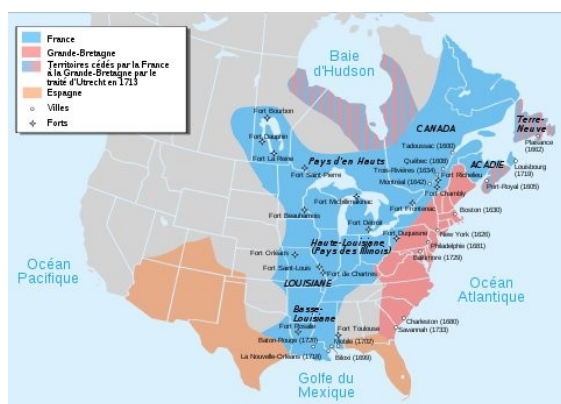 France
Grande-Bretagne
Territoires cédés par la France
à la Grande-Bretagne par le
traité d'Utrecht en 1713
Espagne
Villes
Forts
Baie
d'Hudson
Terre-
Neuve
Plaisance
(1662)
CANADA
Fort Bourbon
Fort Dauphin
Fort La Reine
Tadoussac (1600)
Québec (1608)
Trois-Rivières (1634)
Montréal (1642)
ACADIE
Louisbourg
(1719)
Pays d'en Hauts
Fort Saint-Pierre
Fort Richelieu
Port-Royal (1605)
Fort Chambly
Fort Michilimakinac
Fort Beauharnois
Fort Frontenac
Boston (1630)
Fort Détroit
Fort Duquesne
New York (1626)
Haute-Louisiane
(Pays des Illinois)
Philadelphie (1681)
Baltimore (1729)
Fort Orléans
Fort Saint-Louis
Fort de Chartres
LOUISIANE
Océan
Pacifique
Océan
Atlantique
Basse-
Louisiane
Charleston (1680)
Savannah (1733)
Fort Rosalie
Fort Toulouse
Baton-Rouge (1720)
Mobile (1702)
La Nouvelle-Orléans (1718)
Biloxi (1699)
Golfe du
Mexique